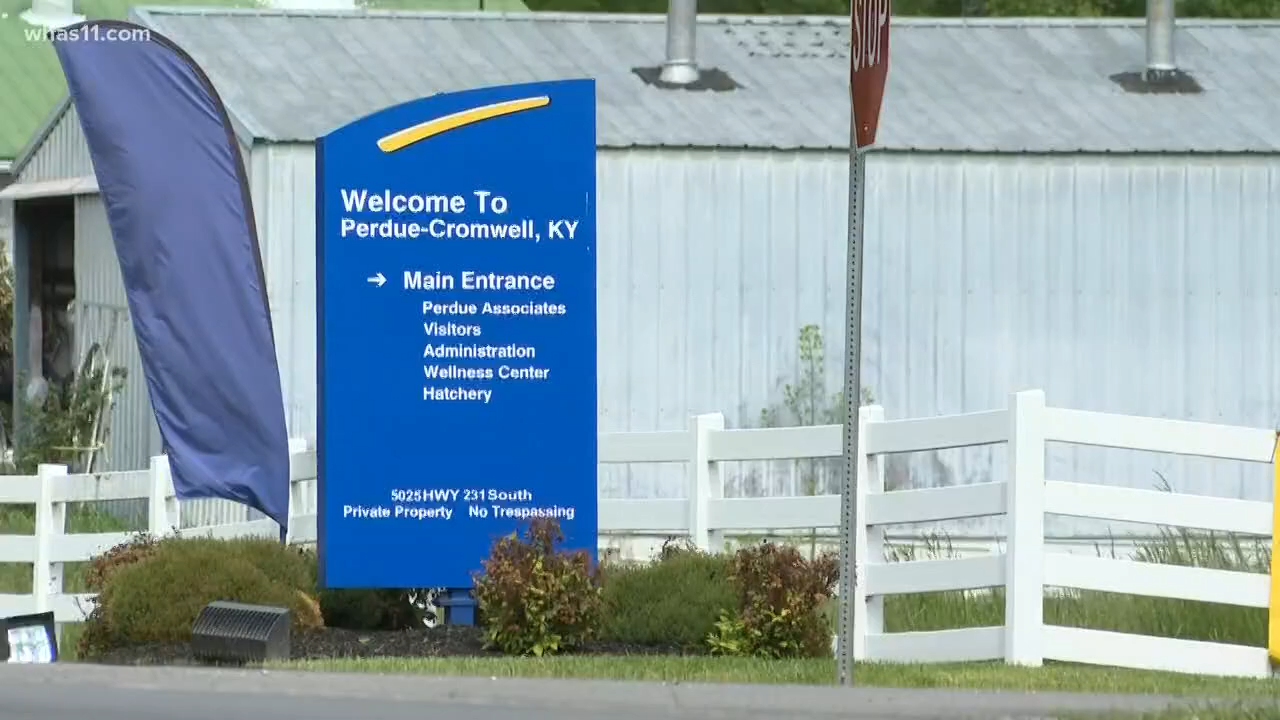 whas11.com
STOP
Welcome To
Perdue-Cromwell, KY
→ Main Entrance
Perdue Associates
Visitors
Administration
Wellness Center
Hatchery
5025 HWY 231 South
Private Property No Trespassing